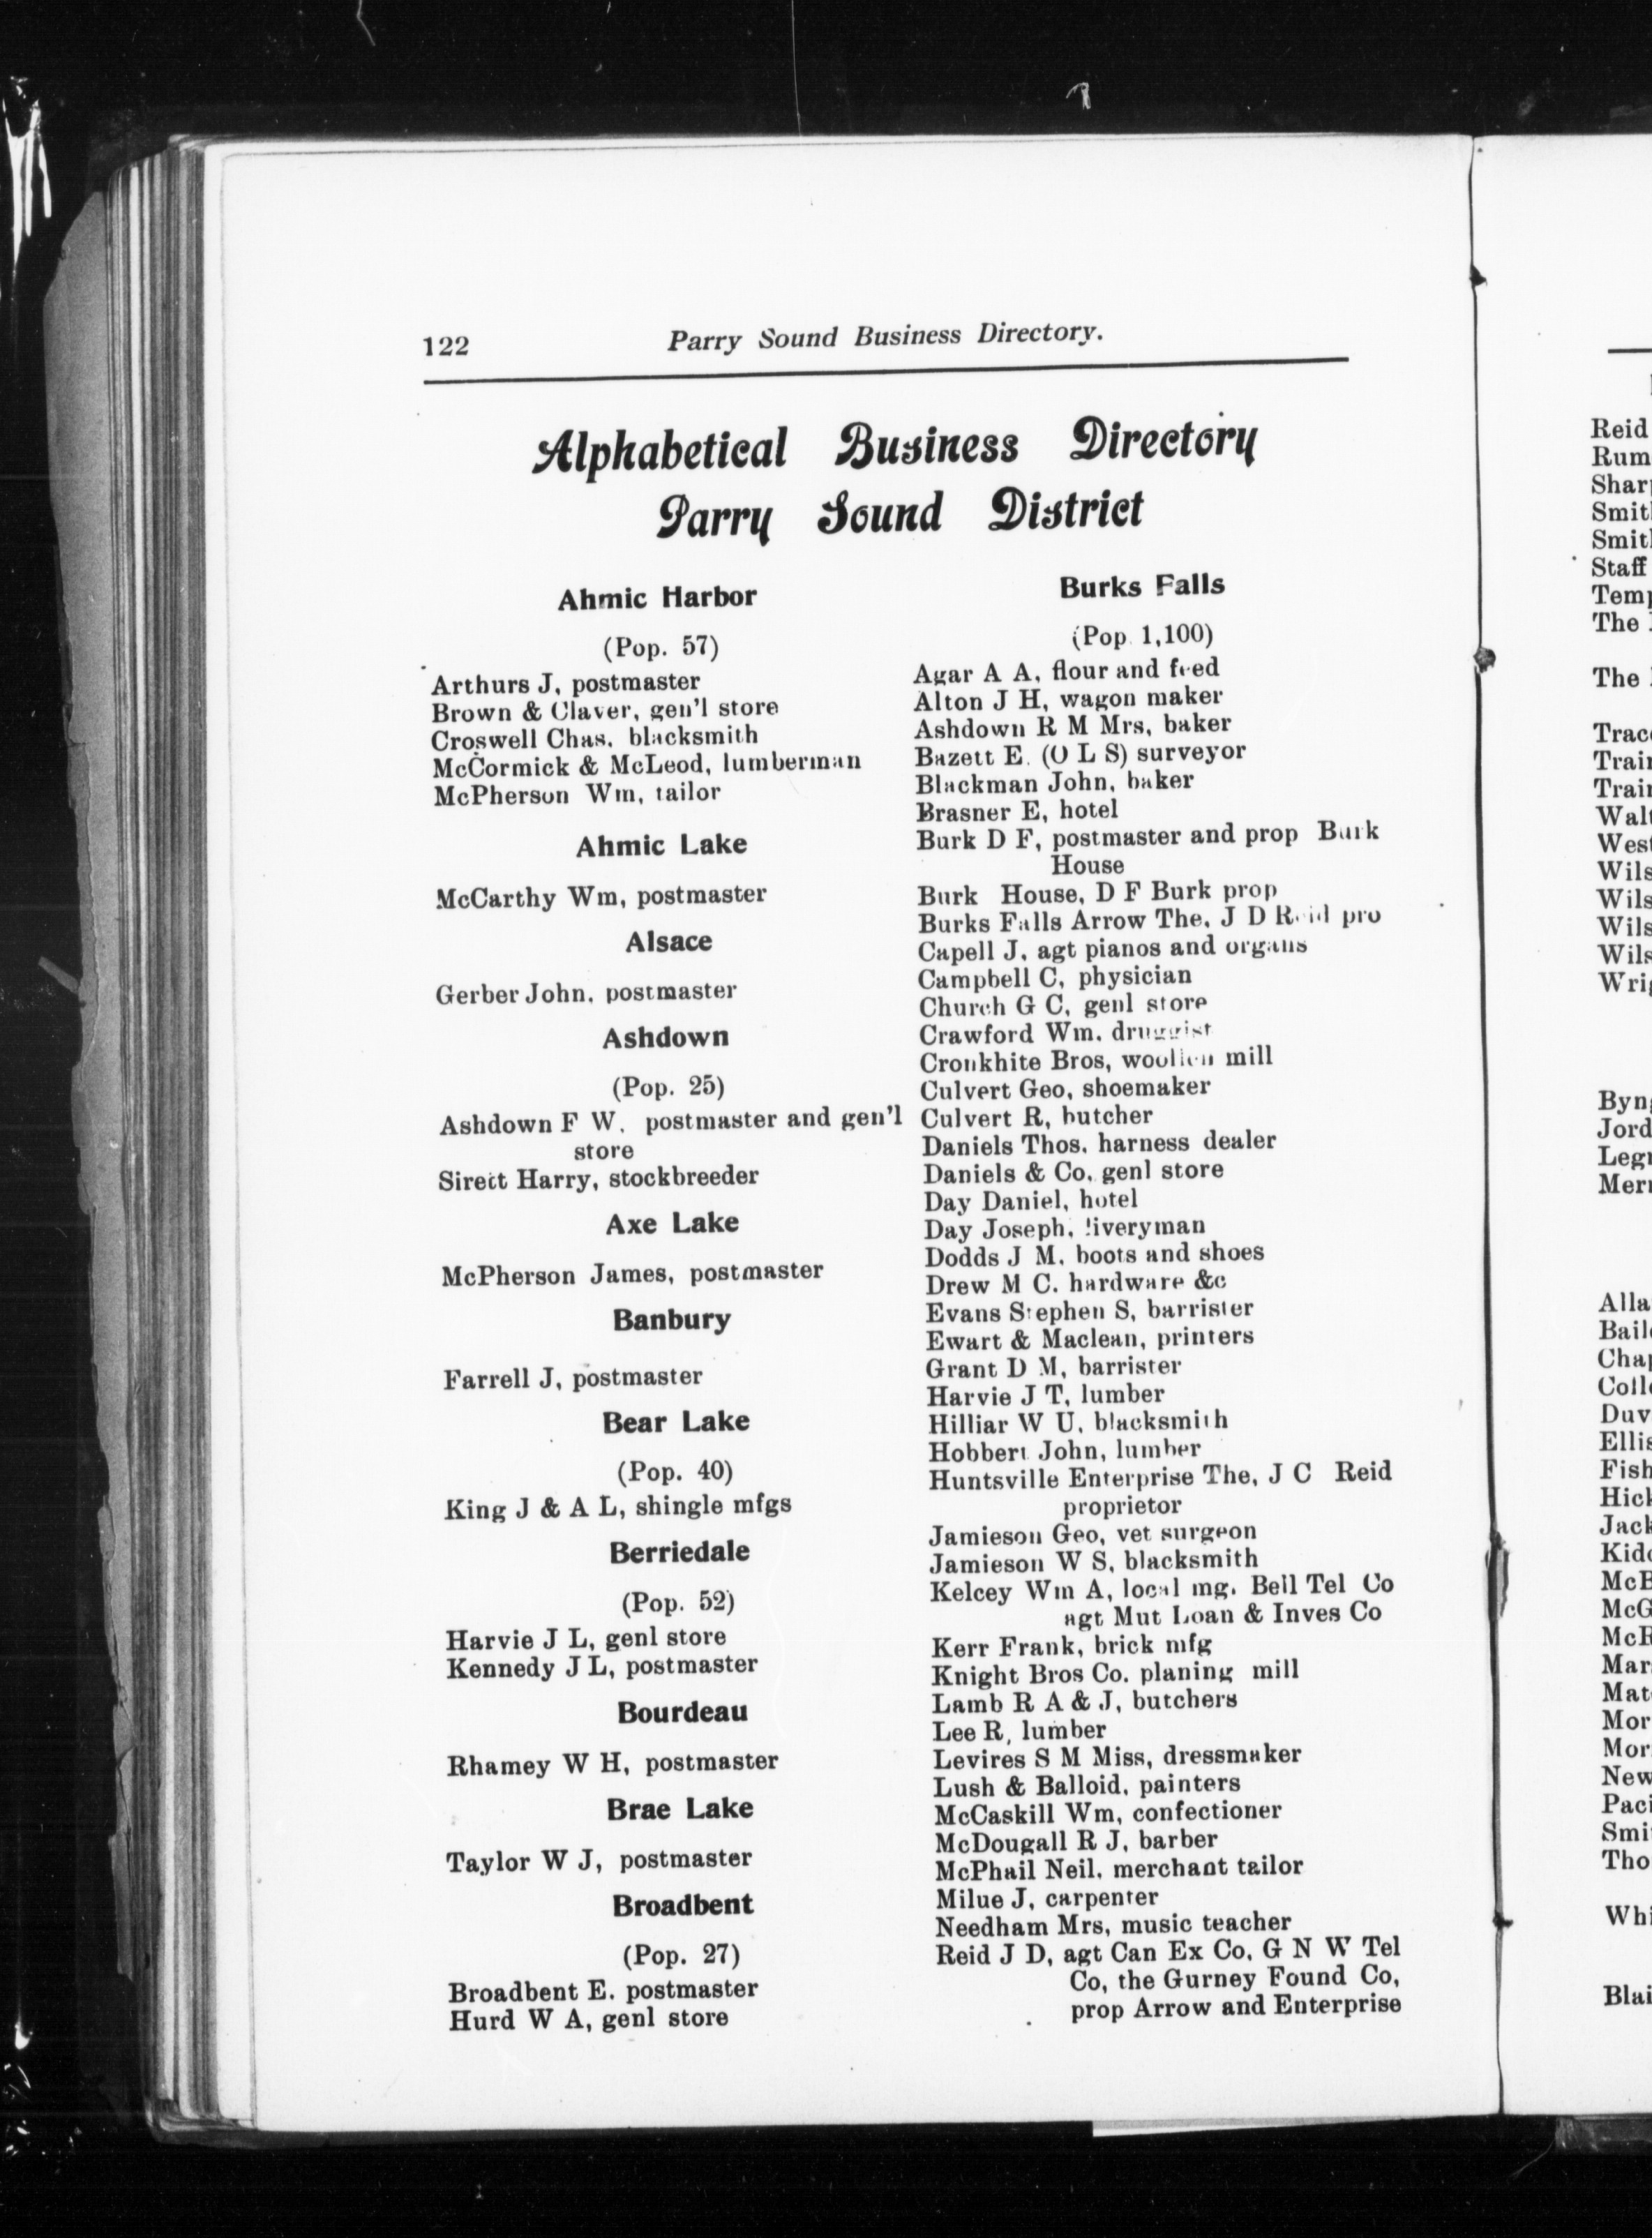 122
Parry Sound Business Directory.
Alphabetical Business Directory
Parry Sound District
Ahmic Harbor
(Pop. 57)
Arthurs J, postmaster
Brown & Claver, gen'l store
Croswell Chas. blacksmith
McCormick & McLeod, lumberman
McPherson Wm, tailor
Ahmic Lake
McCarthy Wm, postmaster
Alsace
Gerber John. postmaster
Ashdown
(Pop. 25)
Ashdown F W. postmaster and gen'l
store
Sirett Harry, stockbreeder
Axe Lake
McPherson James, postmaster
Banbury
Farrell J, postmaster
Bear Lake
(Pop. 40)
King J & A L, shingle mfgs
Berriedale
(Pop. 52)
Harvie J L, genl store
Kennedy J L, postmaster
Bourdeau
Rhamey W H, postmaster
Brae Lake
Taylor W J, postmaster
Broadbent
(Pop. 27)
Broadbent E. postmaster
Hurd W A, genl store
Burks Falls
(Pop. 1,100)
Agar A A, flour and feed
Alton J H, wagon maker
Ashdown R M Mrs, baker
Bazett E. (O L S) surveyor
Blackman John, baker
Brasner E, hotel
Burk D F, postmaster and prop Burk
House
Burk House, D F Burk prop
Burks Falls Arrow The, J D Reid pro
Capell J, agt pianos and organs
Campbell C, physician
Church G C, genl store
Crawford Wm. druggist
Cronkhite Bros, woollen mill
Culvert Geo, shoemaker
Culvert R, butcher
Daniels Thos. harness dealer
Daniels & Co, genl store
Day Daniel, hotel
Day Joseph, liveryman
Dodds J M, boots and shoes
Drew M C. hardware &c
Evans Stephen S, barrister
Ewart & Maclean, printers
Grant D M, barrister
Harvie J T, lumber
Hilliar W U, blacksmith
Hobbert John, lumber
Huntsville Enterprise The, J C Reid
proprietor
Jamieson Geo, vet surgeon
Jamieson W S, blacksmith
Kelcey Wm A, local mg. Bell Tel Co
agt Mut Loan & Inves Co
Kerr Frank, brick mfg
Knight Bros Co. planing mill
Lamb R A & J, butchers
Lee R, lumber
Levires S M Miss, dressmaker
Lush & Balloid, painters
McCaskill Wm, confectioner
McDougall R J, barber
McPhail Neil. merchant tailor
Milue J, carpenter
Needham Mrs, music teacher
Reid J D, agt Can Ex Co, G N W Tel
Co, the Gurney Found Co,
prop Arrow and Enterprise
Reid
Smit
Smit
Staff
The
The
Blai